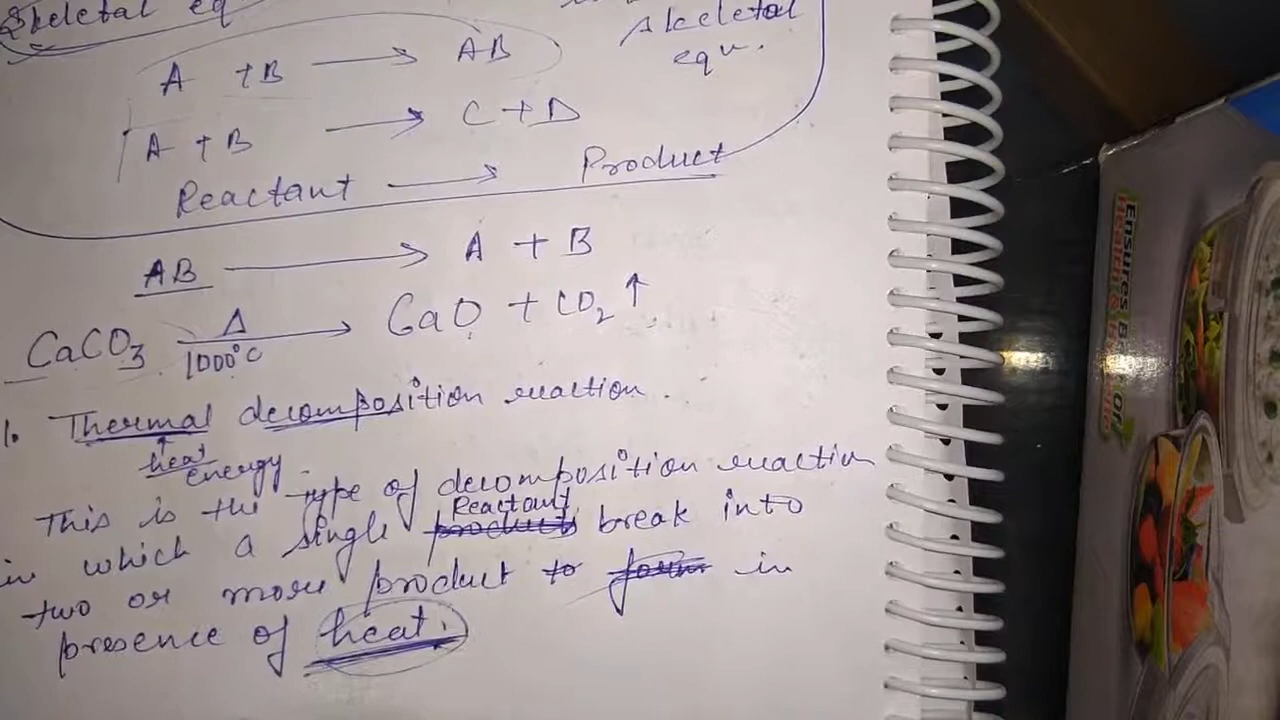 Skeletal eq
Skeletal
equ.
A + B ⟶ AB
A + B ⟶ C + D
Reactant ⟶ Product
AB ⟶ A + B
CaCO₃ Δ ⟶ 1000°C CaO + CO₂ ↑
1. Thermal decomposition reaction.
heat
energy
This is the type of decomposition reaction
in which a single Reactant break into
two or more product to form in
presence of heat.
Ensures B